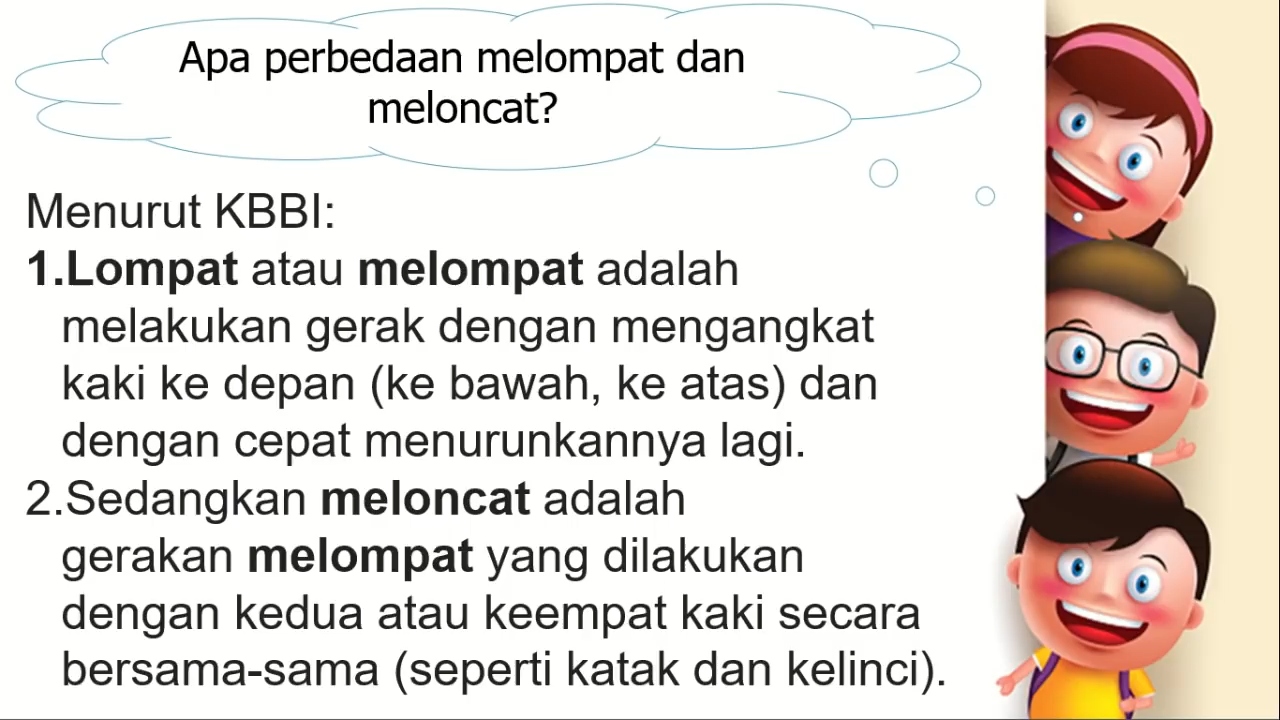 Apa perbedaan melompat dan
meloncat?
Menurut KBBI:
1.Lompat atau melompat adalah
melakukan gerak dengan mengangkat
kaki ke depan (ke bawah, ke atas) dan
dengan cepat menurunkannya lagi.
2.Sedangkan meloncat adalah
gerakan melompat yang dilakukan
dengan kedua atau keempat kaki secara
bersama-sama (seperti katak dan kelinci).